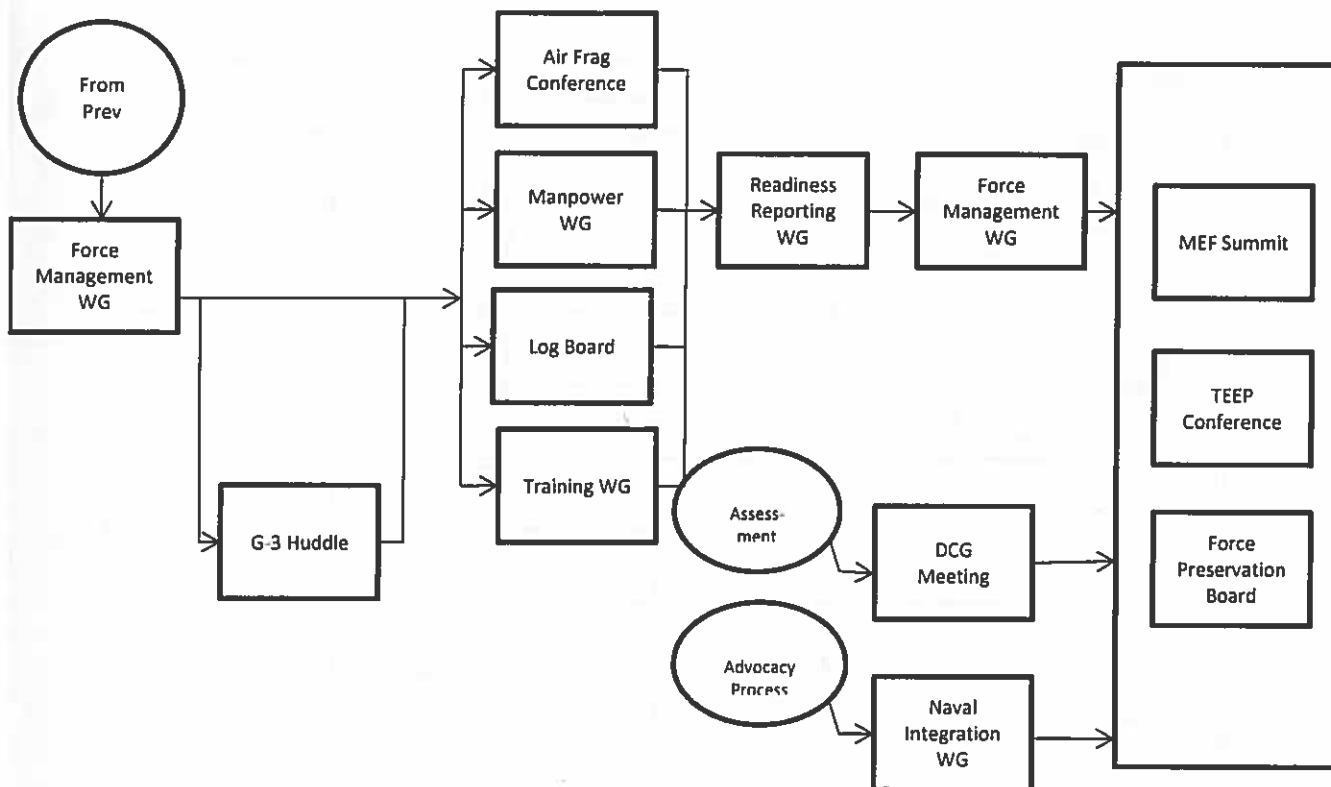 From
Prev
Force
Management
WG
G-3 Huddle
Air Frag
Conference
Manpower
WG
Log Board
Training WG
Readiness
Reporting
WG
Force
Management
WG
Assess-
ment
DCG
Meeting
Advocacy
Process
Naval
Integration
WG
MEF Summit
TEEP
Conference
Force
Preservation
Board